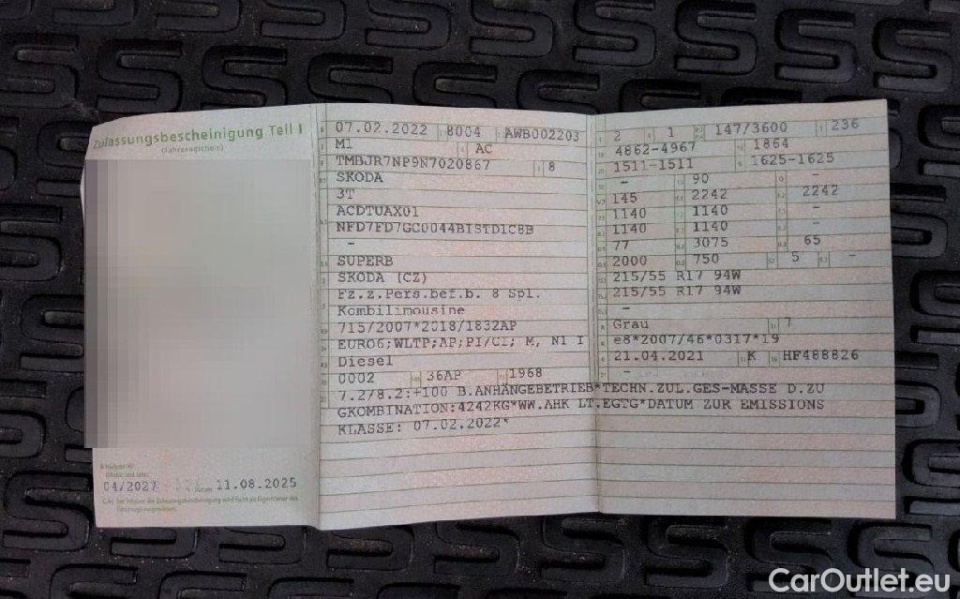 Zulassungsbescheinigung Teil I
(Fahrzeugschein)
04/2027
11.08.2025
07.02.2022 8004 AWB002203
M1 AC
TMBJR7NP9N7020867 8
SKODA
3T
ACDTUAX01
NFD7FD7GC0044BISTD1C8B
-
SUPERB
SKODA (CZ)
Fz.z.Pers.bef.b. 8 Spl.
Kombilimousine
715/2007*2018/1832AP
EURO6;WLTP;AP;PI/CI; M, N1 I
Diesel
0002 36AP 1968
7.2/8.2:+100 B.ANHÄNGEBETRIEB*TECHN.ZUL.GES-MASSE D.ZU
GKOMBINATION:4242KG*WW.AHK LT.EGTG*DATUM ZUR EMISSIONS
KLASSE: 07.02.2022*
2 1 147/3600 236
4862-4967 1864
1511-1511 1625-1625
- 90 -
145 2242 2242
1140 1140 -
1140 1140 -
77 3075 65
2000 750 5 -
215/55 R17 94W
215/55 R17 94W
-
Grau 7
e8*2007/46*0317*19
21.04.2021 K HF488826
-
CarOutlet.eu